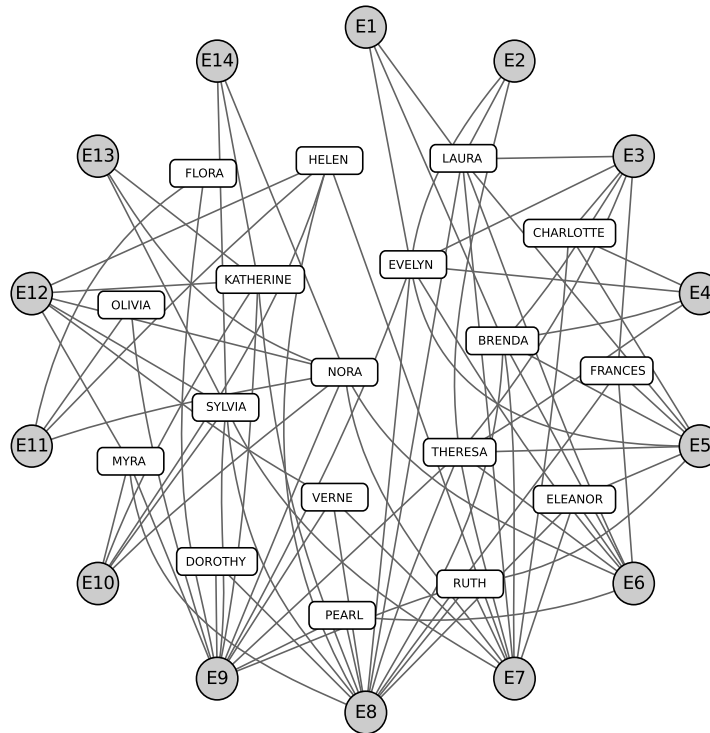 E1
E14
E2
E13
FLORA
HELEN
LAURA
E3
CHARLOTTE
EVELYN
KATHERINE
E12
OLIVIA
E4
BRENDA
NORA
FRANCES
SYLVIA
E11
MYRA
THERESA
E5
VERNE
ELEANOR
DOROTHY
E10
RUTH
E6
PEARL
E9
E8
E7